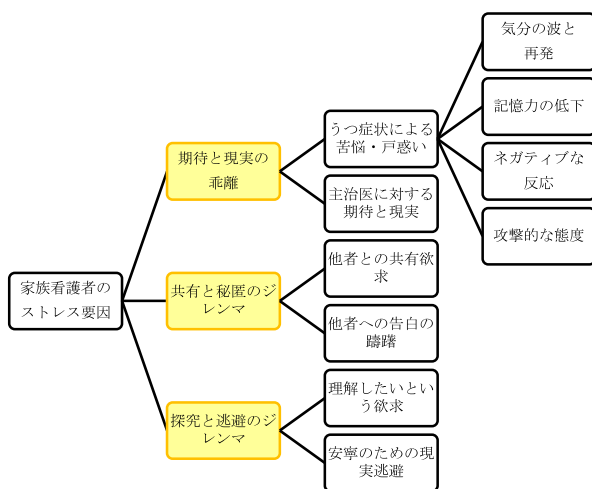 家族看護者の
ストレス要因
期待と現実の
乖離
うつ症状による
苦悩・戸惑い
気分の波と
再発
記憶力の低下
ネガティブな
反応
攻撃的な態度
主治医に対する
期待と現実
共有と秘匿のジ
レンマ
他者との共有欲
求
他者への告白の
躊躇
探究と逃避のジ
レンマ
理解したいとい
う欲求
安寧のための現
実逃避